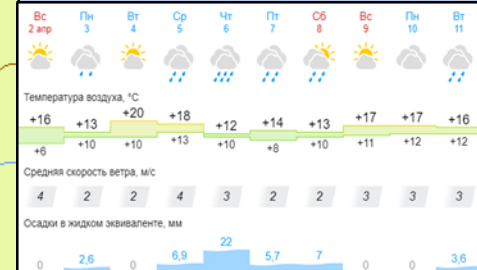 Вс Пн Вт Ср Чт Пт Сб Вс Пн Вт
2 апр 3 4 5 6 7 8 9 10 11
Температура воздуха, °C
+16 +13 +20 +18 +12 +14 +13 +17 +17 +16
+6 +10 +10 +13 +10 +8 +10 +11 +12 +12
Средняя скорость ветра, м/с
4 2 2 4 3 2 2 3 3 3
Осадки в жидком эквиваленте, мм
0 2,6 0 6,9 22 5,7 7 0 0 3,6